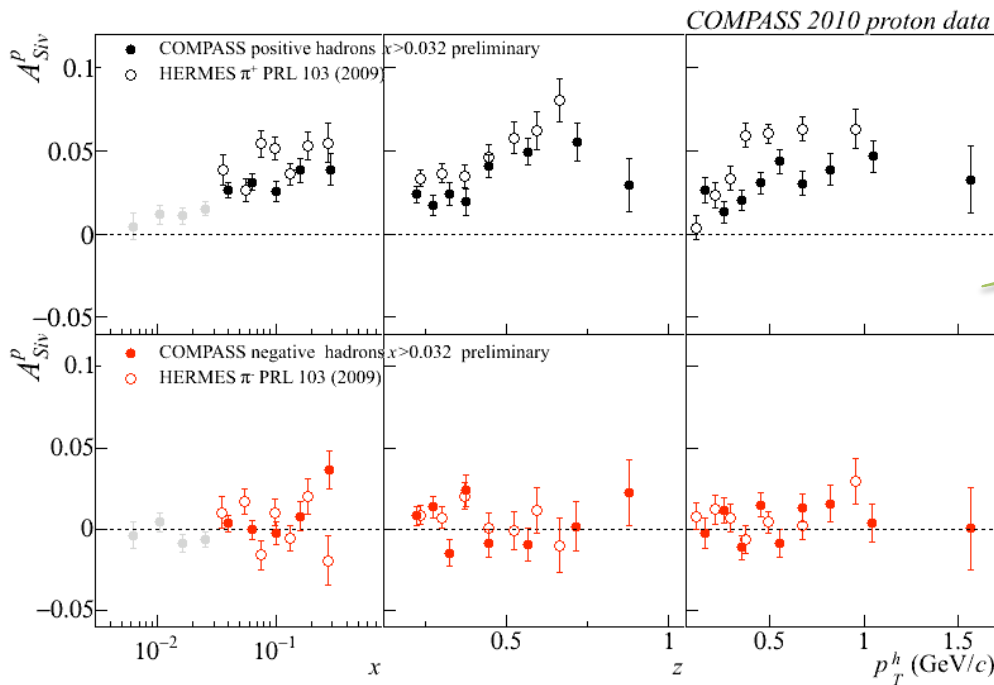 COMPASS 2010 proton data
A^p_Siv
COMPASS positive hadrons x>0.032 preliminary
HERMES π⁺ PRL 103 (2009)
0.1
0.05
0
−0.05
A^p_Siv
COMPASS negative hadrons x>0.032 preliminary
HERMES π⁻ PRL 103 (2009)
0.1
0.05
0
−0.05
10⁻² 10⁻¹ 0.5 1 0.5 1 1.5
x z p_T^h (GeV/c)